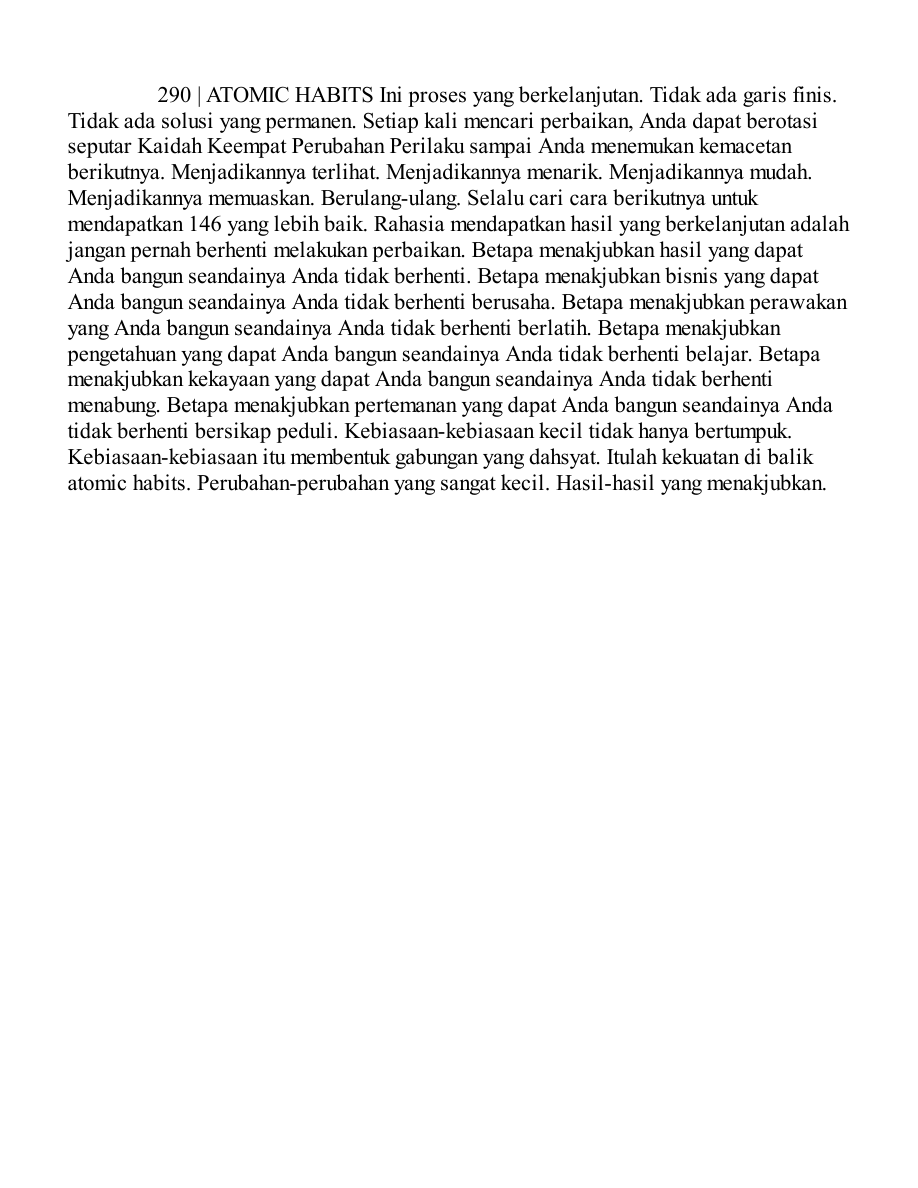 290 | ATOMIC HABITS Ini proses yang berkelanjutan. Tidak ada garis finis.
Tidak ada solusi yang permanen. Setiap kali mencari perbaikan, Anda dapat berotasi
seputar Kaidah Keempat Perubahan Perilaku sampai Anda menemukan kemacetan
berikutnya. Menjadikannya terlihat. Menjadikannya menarik. Menjadikannya mudah.
Menjadikannya memuaskan. Berulang-ulang. Selalu cari cara berikutnya untuk
mendapatkan 146 yang lebih baik. Rahasia mendapatkan hasil yang berkelanjutan adalah
jangan pernah berhenti melakukan perbaikan. Betapa menakjubkan hasil yang dapat
Anda bangun seandainya Anda tidak berhenti. Betapa menakjubkan bisnis yang dapat
Anda bangun seandainya Anda tidak berhenti berusaha. Betapa menakjubkan perawakan
yang Anda bangun seandainya Anda tidak berhenti berlatih. Betapa menakjubkan
pengetahuan yang dapat Anda bangun seandainya Anda tidak berhenti belajar. Betapa
menakjubkan kekayaan yang dapat Anda bangun seandainya Anda tidak berhenti
menabung. Betapa menakjubkan pertemanan yang dapat Anda bangun seandainya Anda
tidak berhenti bersikap peduli. Kebiasaan-kebiasaan kecil tidak hanya bertumpuk.
Kebiasaan-kebiasaan itu membentuk gabungan yang dahsyat. Itulah kekuatan di balik
atomic habits. Perubahan-perubahan yang sangat kecil. Hasil-hasil yang menakjubkan.